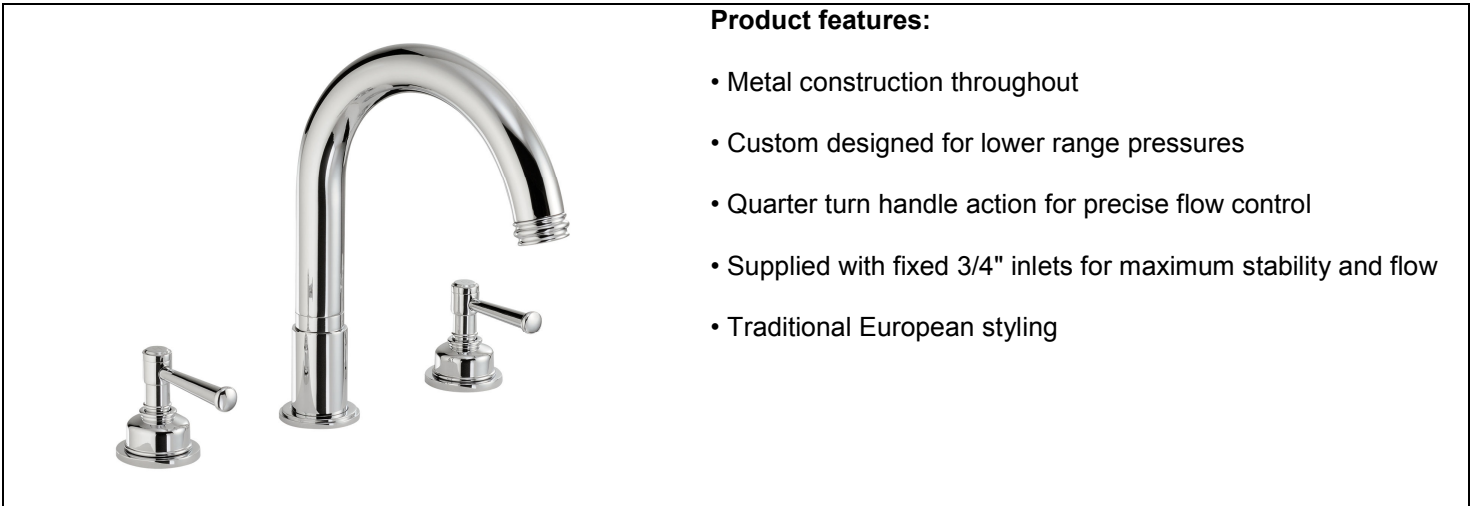 Product features:
• Metal construction throughout
• Custom designed for lower range pressures
• Quarter turn handle action for precise flow control
• Supplied with fixed 3/4" inlets for maximum stability and flow
• Traditional European styling